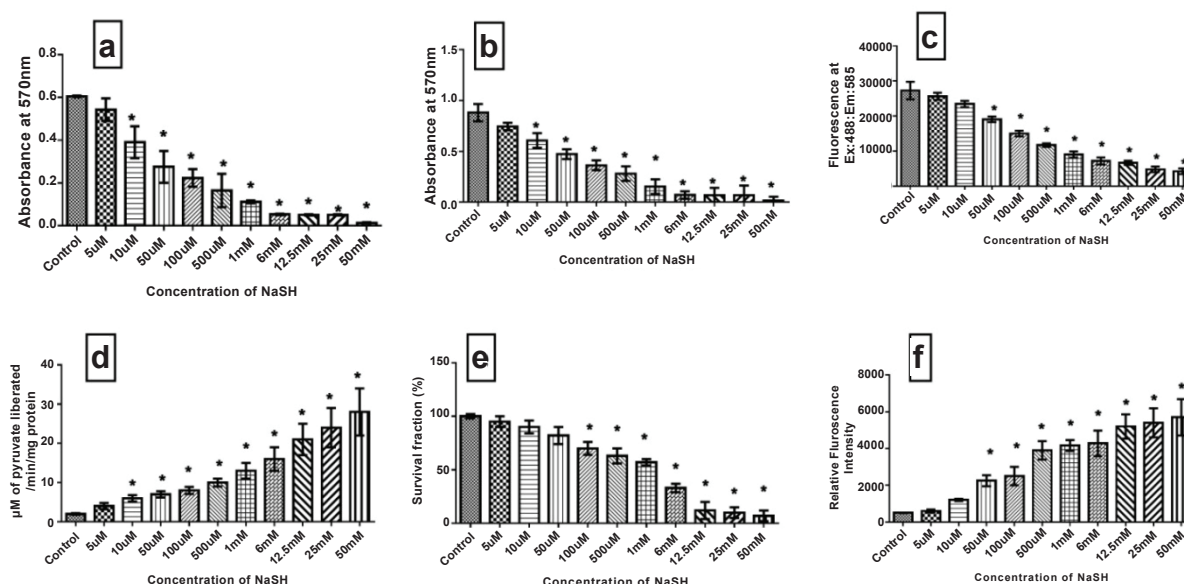 a
Absorbance at 570nm
0.8
0.6
0.4
0.2
0.0
* * * * * * * * *
Control 5uM 10uM 50uM 100uM 500uM 1mM 6mM 12.5mM 25mM 50mM
Concentration of NaSH
b
Absorbance at 570nm
1.5
1.0
0.5
0.0
* * * * * * * * *
Control 5uM 10uM 50uM 100uM 500uM 1mM 6mM 12.5mM 25mM 50mM
Concentration of NaSH
c
Fluorescence at
Ex:488:Em:585
40000
30000
20000
10000
* * * * * * * *
Control 5uM 10uM 50uM 100uM 500uM 1mM 6mM 12.5mM 25mM 50mM
Concentration of NaSH
d
µM of pyruvate liberated
/min/mg protein
40
30
20
10
0
* * * * * * * * *
Control 5uM 10uM 50uM 100uM 500uM 1mM 6mM 12.5mM 25mM 50mM
Concentration of NaSH
e
Survival fraction (%)
150
100
50
0
* * * * * * *
Control 5uM 10uM 50uM 100uM 500uM 1mM 6mM 12.5mM 25mM 50mM
Concentration of NaSH
f
Relative Fluroscence
Intensity
8000
6000
4000
2000
0
* * * * * * * *
Control 5uM 10uM 50uM 100uM 500uM 1mM 6mM 12.5mM 25mM 50mM
Concentration of NaSH